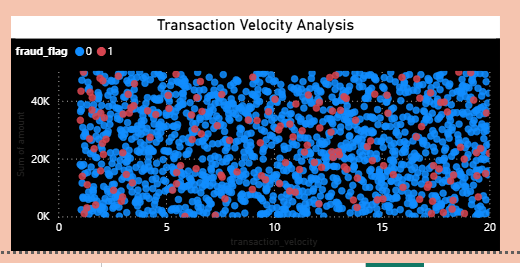 Transaction Velocity Analysis
fraud_flag 0 1
40K
20K
0K
Sum of amount
0 5 10 15 20
transaction_velocity